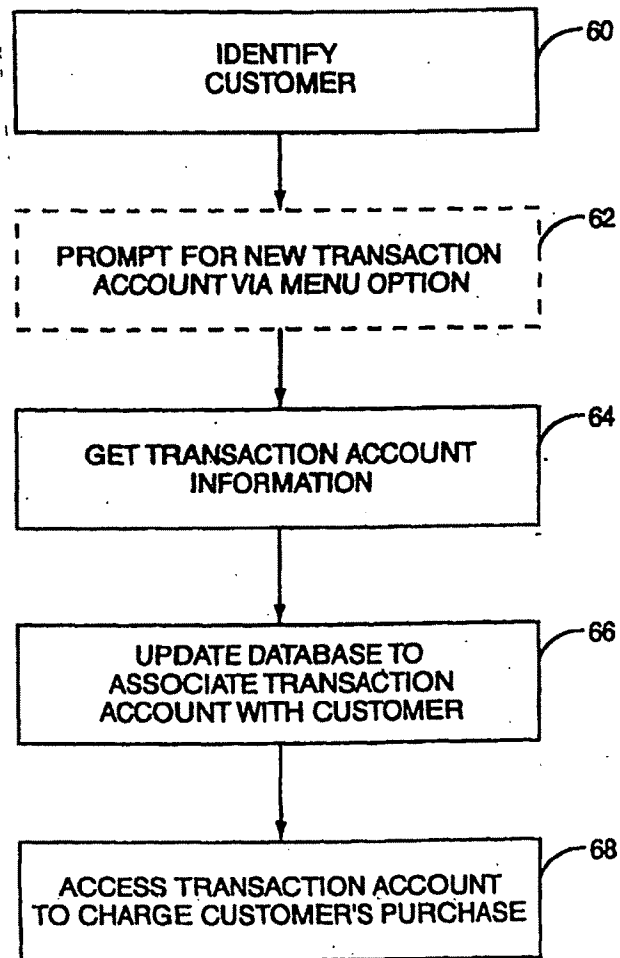 IDENTIFY
CUSTOMER
60
PROMPT FOR NEW TRANSACTION
ACCOUNT VIA MENU OPTION
62
GET TRANSACTION ACCOUNT
INFORMATION
64
UPDATE DATABASE TO
ASSOCIATE TRANSACTION
ACCOUNT WITH CUSTOMER
66
ACCESS TRANSACTION ACCOUNT
TO CHARGE CUSTOMER'S PURCHASE
68